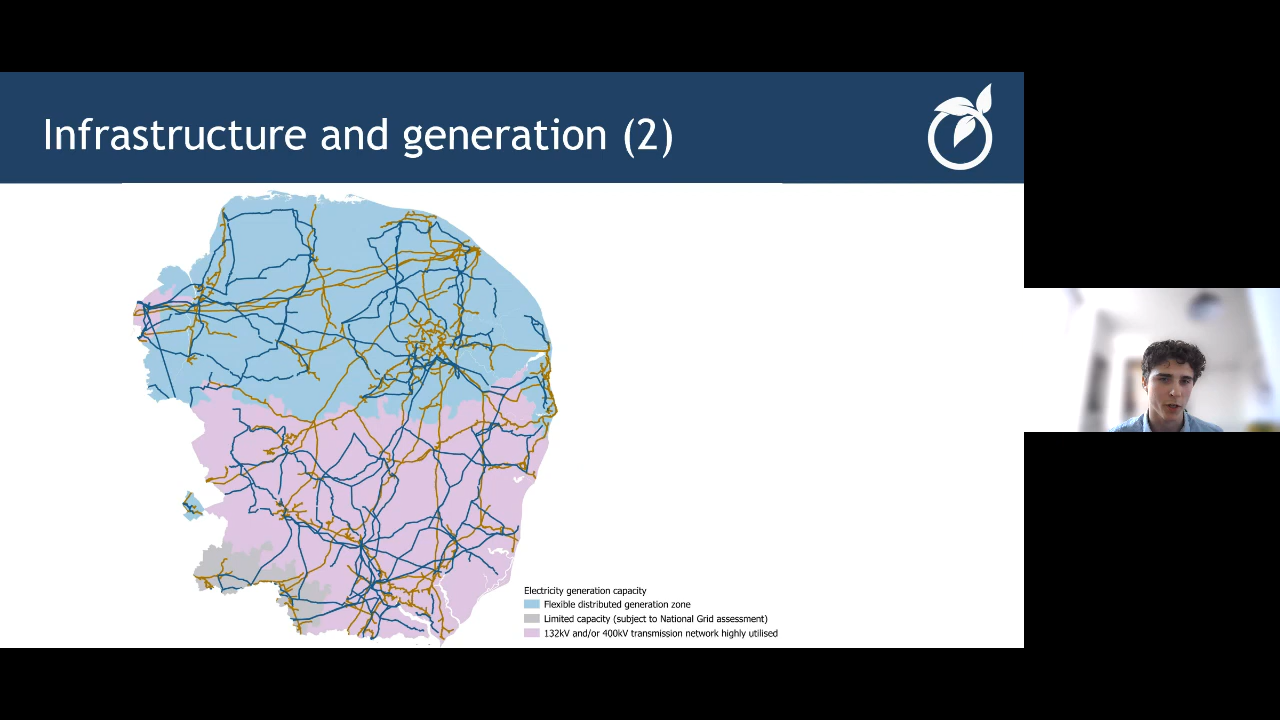 Infrastructure and generation (2)
Electricity generation capacity
Flexible distributed generation zone
Limited capacity (subject to National Grid assessment)
132kV and/or 400kV transmission network highly utilised